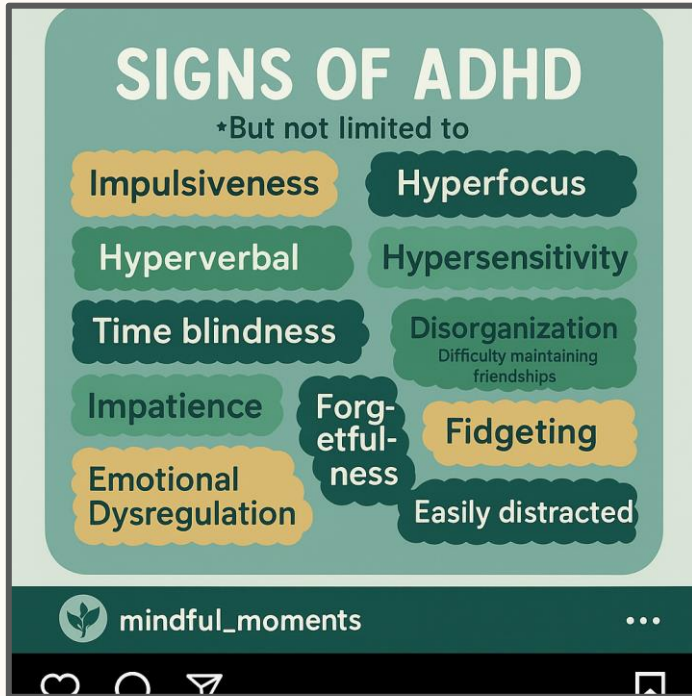 SIGNS OF ADHD
*But not limited to
Impulsiveness
Hyperfocus
Hyperverbal
Hypersensitivity
Time blindness
Disorganization
Difficulty maintaining
friendships
Impatience
Forg-
etful-
ness
Fidgeting
Emotional
Dysregulation
Easily distracted
mindful_moments